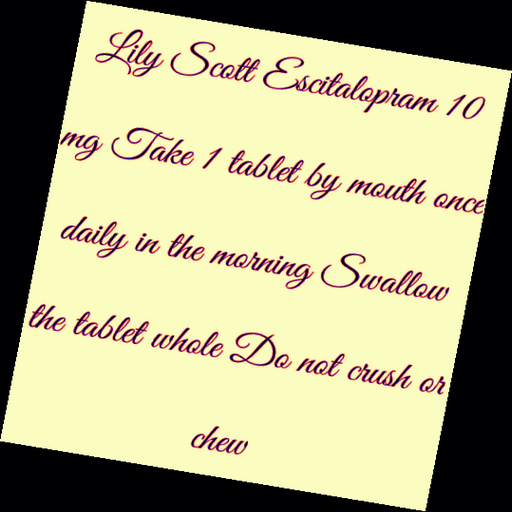 Lily Scott Escitalopram 10
mg Take 1 tablet by mouth once
daily in the morning Swallow
the tablet whole Do not crush or
chew